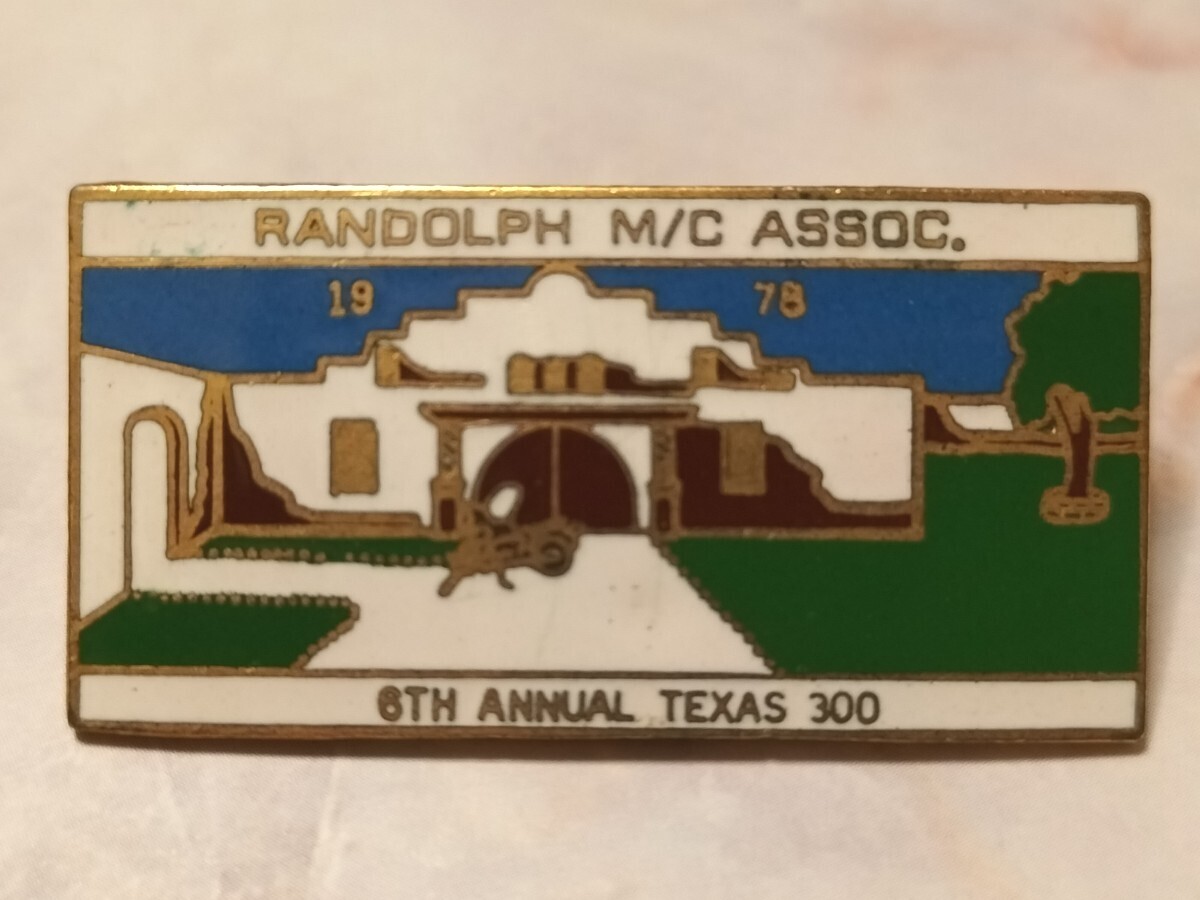 RANDOLPH M/C ASSOC.
19 78
6TH ANNUAL TEXAS 300